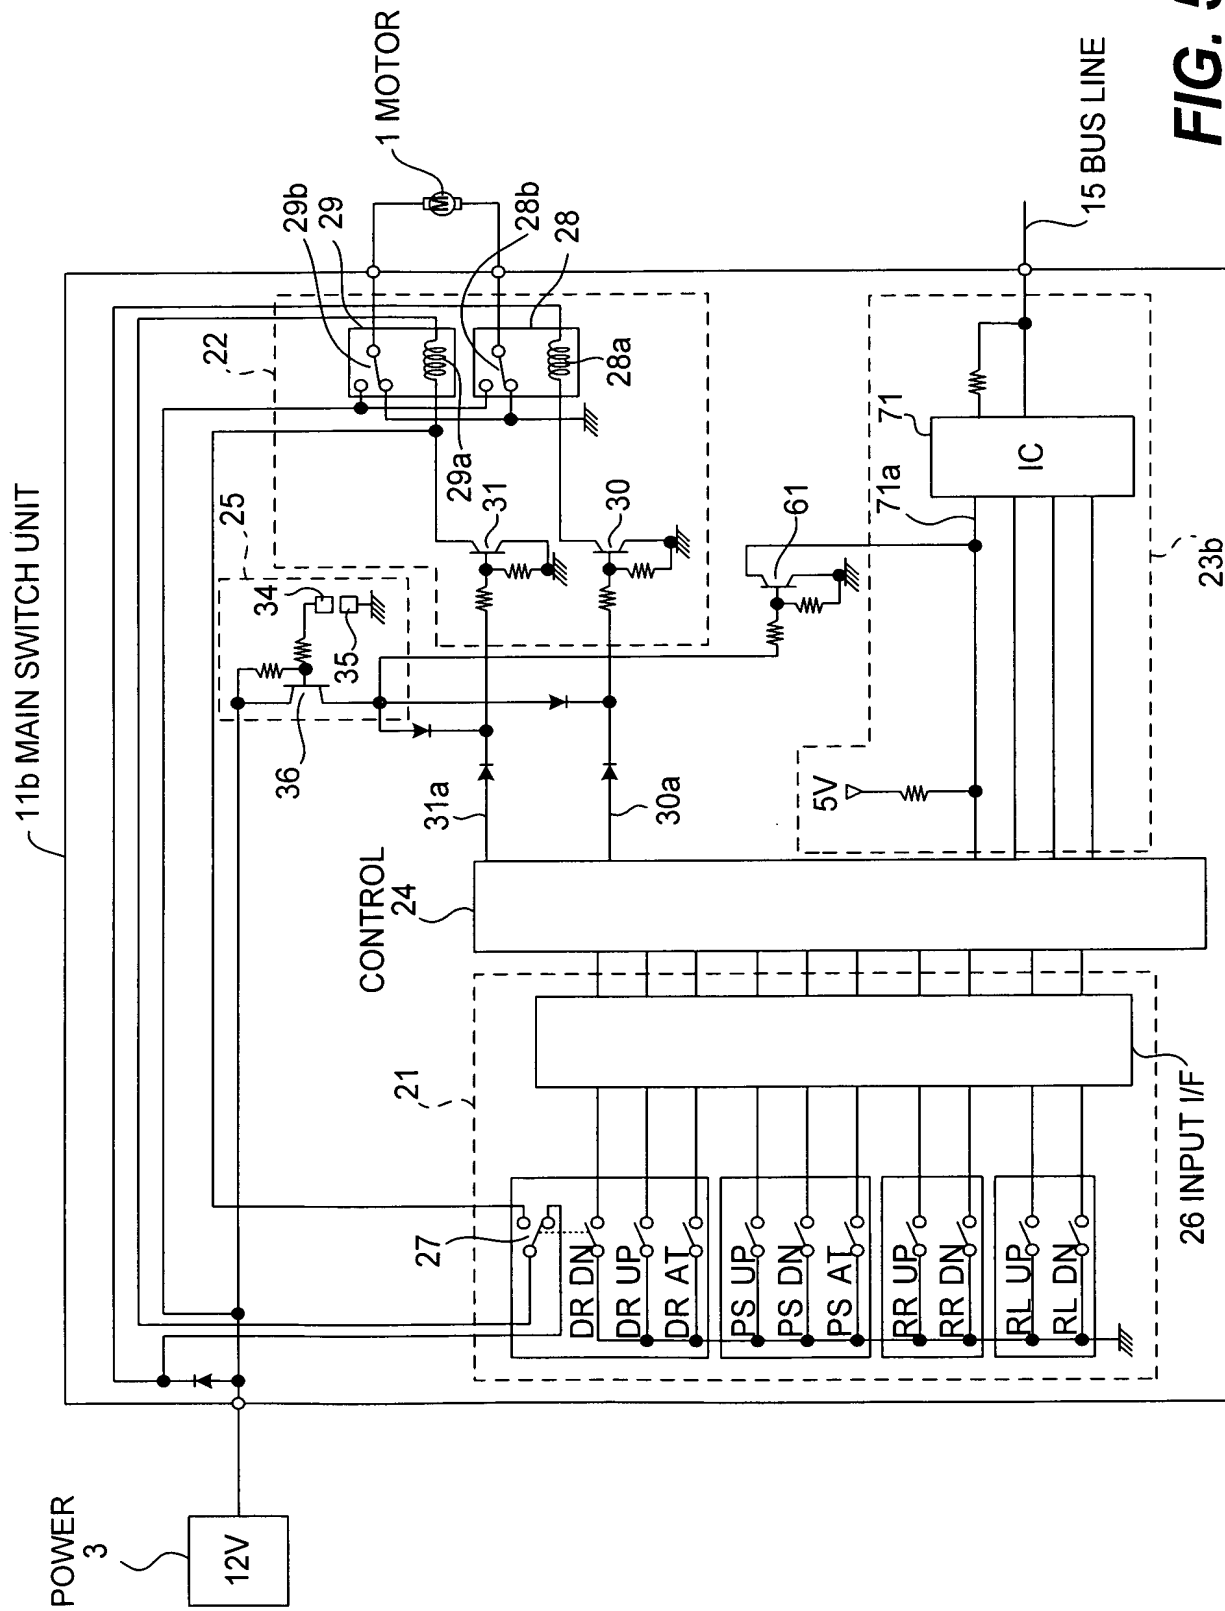 11b MAIN SWITCH UNIT
POWER
3
12V
22
29b
29
1 MOTOR
28b
28
28a
29a
25
34
35
36
31
30
31a
30a
61
CONTROL
24
5V
71
71a
IC
15 BUS LINE
23b
21
27
DR DN
DR UP
DR AT
PS UP
PS DN
PS AT
RR UP
RR DN
RL UP
RL DN
26 INPUT I/F
FIG. 5